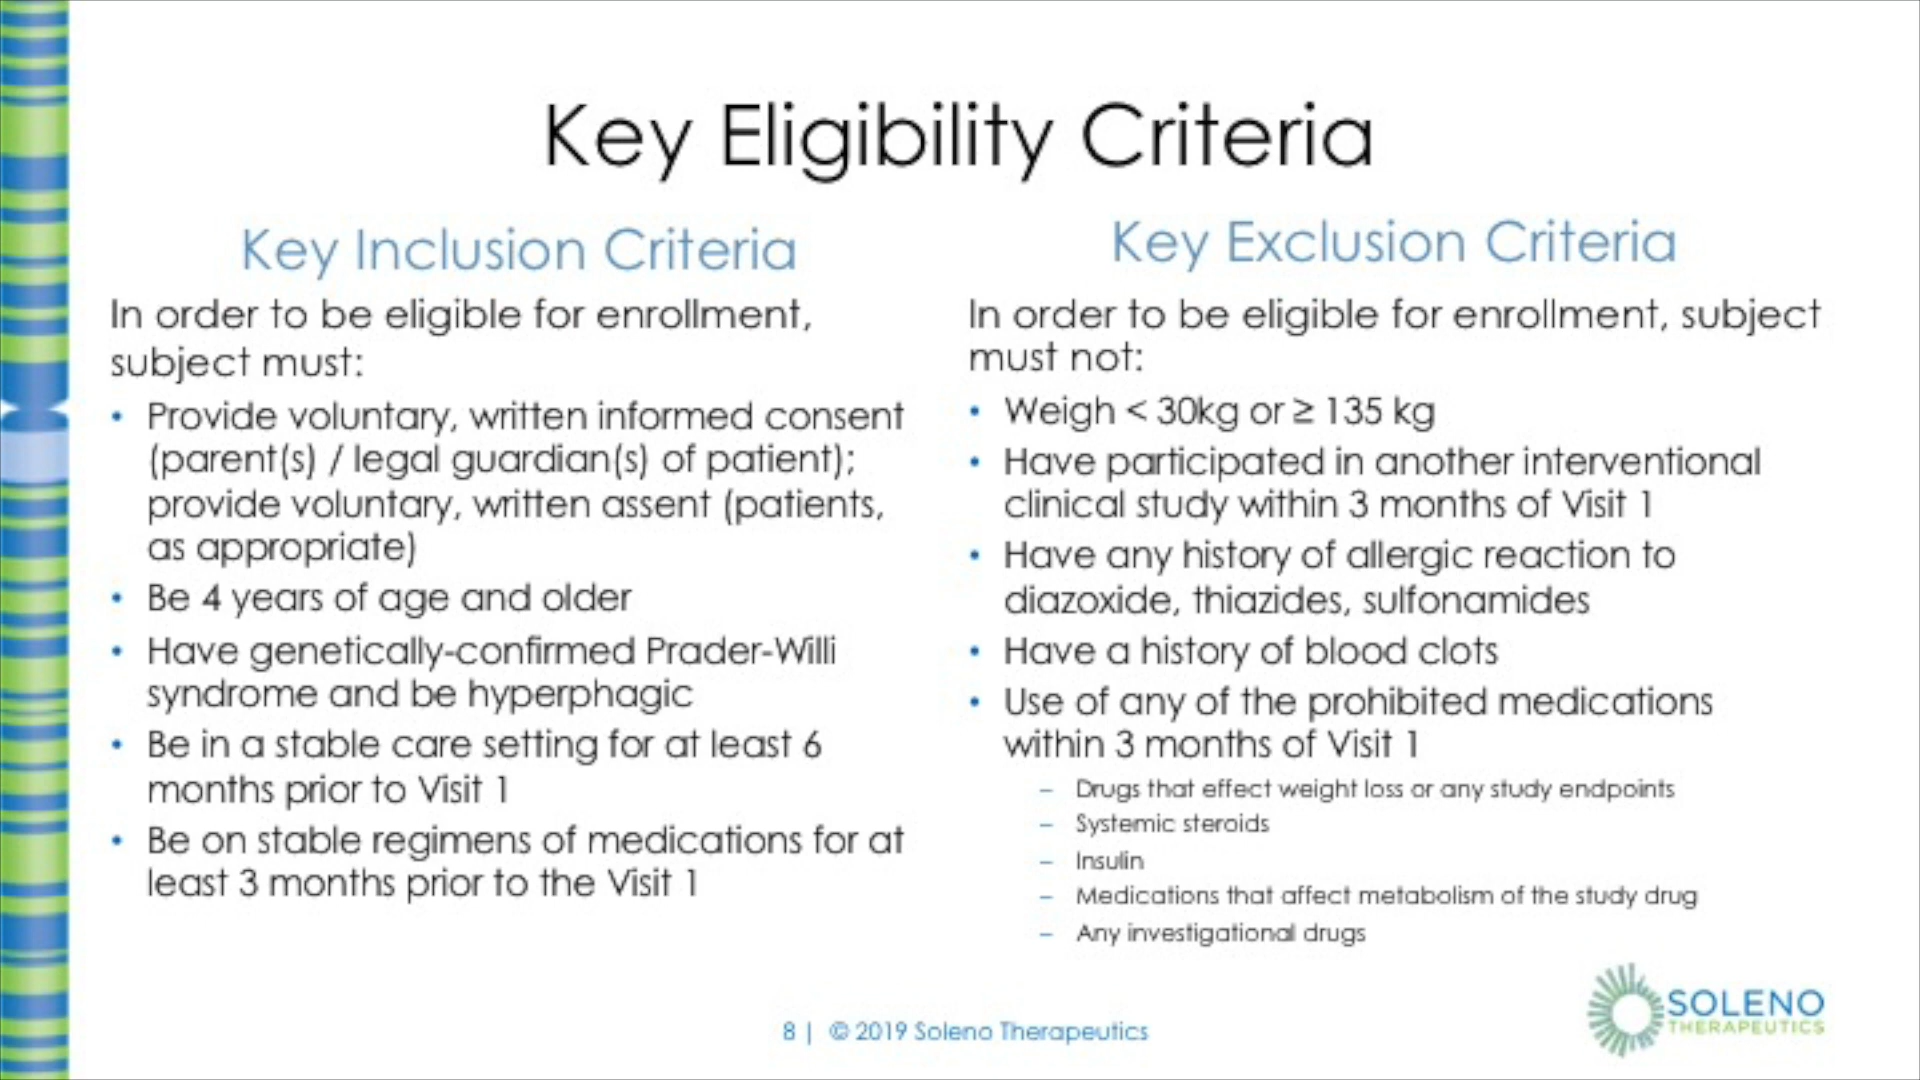 Key Eligibility Criteria
Key Inclusion Criteria
In order to be eligible for enrollment,
subject must:
• Provide voluntary, written informed consent
(parent(s) / legal guardian(s) of patient);
provide voluntary, written assent (patients,
as appropriate)
• Be 4 years of age and older
• Have genetically-confirmed Prader-Willi
syndrome and be hyperphagic
• Be in a stable care setting for at least 6
months prior to Visit 1
• Be on stable regimens of medications for at
least 3 months prior to the Visit 1
Key Exclusion Criteria
In order to be eligible for enrollment, subject
must not:
• Weigh < 30kg or ≥ 135 kg
• Have participated in another interventional
clinical study within 3 months of Visit 1
• Have any history of allergic reaction to
diazoxide, thiazides, sulfonamides
• Have a history of blood clots
• Use of any of the prohibited medications
within 3 months of Visit 1
– Drugs that effect weight loss or any study endpoints
– Systemic steroids
– Insulin
– Medications that affect metabolism of the study drug
– Any investigational drugs
8 | © 2019 Soleno Therapeutics
SOLENO
THERAPEUTICS